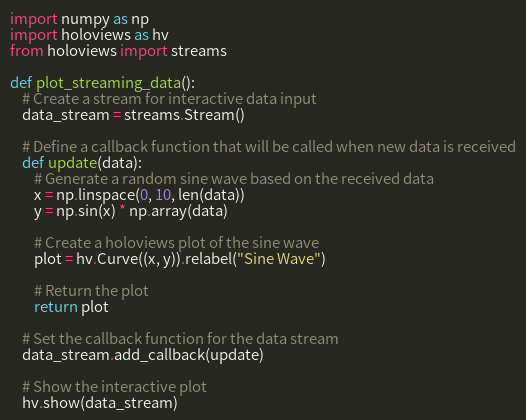 import numpy as np
import holoviews as hv
from holoviews import streams

def plot_streaming_data():
    # Create a stream for interactive data input
    data_stream = streams.Stream()

    # Define a callback function that will be called when new data is received
    def update(data):
        # Generate a random sine wave based on the received data
        x = np.linspace(0, 10, len(data))
        y = np.sin(x) * np.array(data)

        # Create a holoviews plot of the sine wave
        plot = hv.Curve((x, y)).relabel("Sine Wave")

        # Return the plot
        return plot

    # Set the callback function for the data stream
    data_stream.add_callback(update)

    # Show the interactive plot
    hv.show(data_stream)